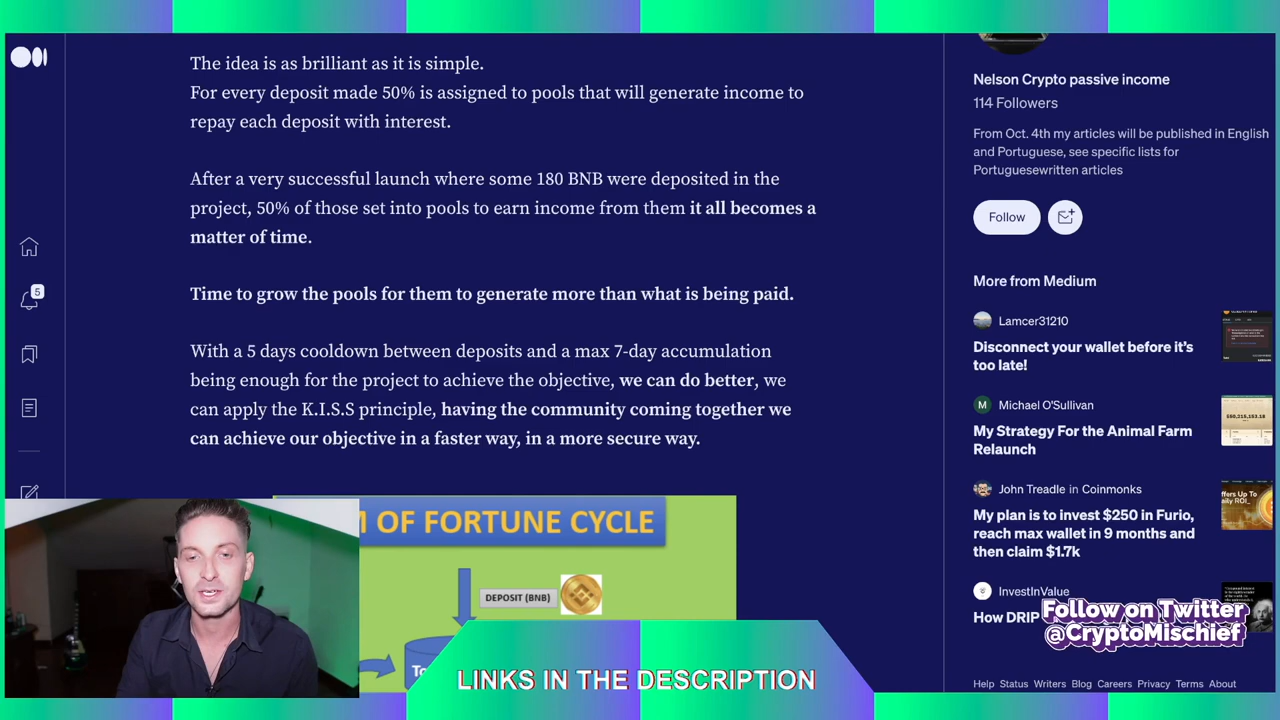 The idea is as brilliant as it is simple.
For every deposit made 50% is assigned to pools that will generate income to
repay each deposit with interest.
After a very successful launch where some 180 BNB were deposited in the
project, 50% of those set into pools to earn income from them it all becomes a
matter of time.
Time to grow the pools for them to generate more than what is being paid.
With a 5 days cooldown between deposits and a max 7-day accumulation
being enough for the project to achieve the objective, we can do better, we
can apply the K.I.S.S principle, having the community coming together we
can achieve our objective in a faster way, in a more secure way.
OF FORTUNE CYCLE
DEPOSIT (BNB)
LINKS IN THE DESCRIPTION
5
Nelson Crypto passive income
114 Followers
From Oct. 4th my articles will be published in English
and Portuguese, see specific lists for
Portuguesewritten articles
Follow
More from Medium
Lamcer31210
Disconnect your wallet before it's
too late!
M Michael O'Sullivan
My Strategy For the Animal Farm
Relaunch
John Treadle in Coinmonks
My plan is to invest $250 in Furio,
reach max wallet in 9 months and
then claim $1.7k
InvestInValue
How DRIP
Follow on Twitter
@CryptoMischief
Help Status Writers Blog Careers Privacy Terms About